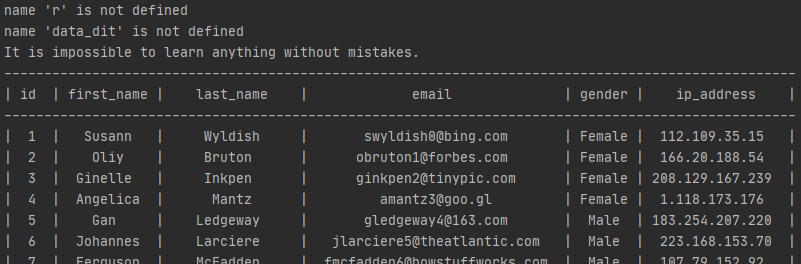 name 'r' is not defined
name 'data_dit' is not defined
It is impossible to learn anything without mistakes.
---------------------------------------------------------------------------------------------------
| id  | first_name |    last_name    |             email              | gender |    ip_address    |
---------------------------------------------------------------------------------------------------
|  1  |   Susann   |     Wyldish     |       swyldish0@bing.com       | Female |  112.109.35.15   |
|  2  |    Oliy    |     Bruton      |      obruton1@forbes.com       | Female |  166.20.188.54   |
|  3  |  Ginelle   |     Inkpen      |      ginkpen2@tinypic.com      | Female | 208.129.167.239  |
|  4  |  Angelica  |      Mantz      |         amantz3@goo.gl         | Female |  1.118.173.176   |
|  5  |    Gan     |    Ledgeway     |       gledgeway4@163.com       |  Male  | 183.254.207.220  |
|  6  |  Johannes  |    Larciere     |   jlarciere5@theatlantic.com   |  Male  |  223.168.153.70  |
|  7  |  Ferguson  |    McFadden     |  fmcfadden6@howstuffworks.com  |  Male  |  107.79.152.92   |